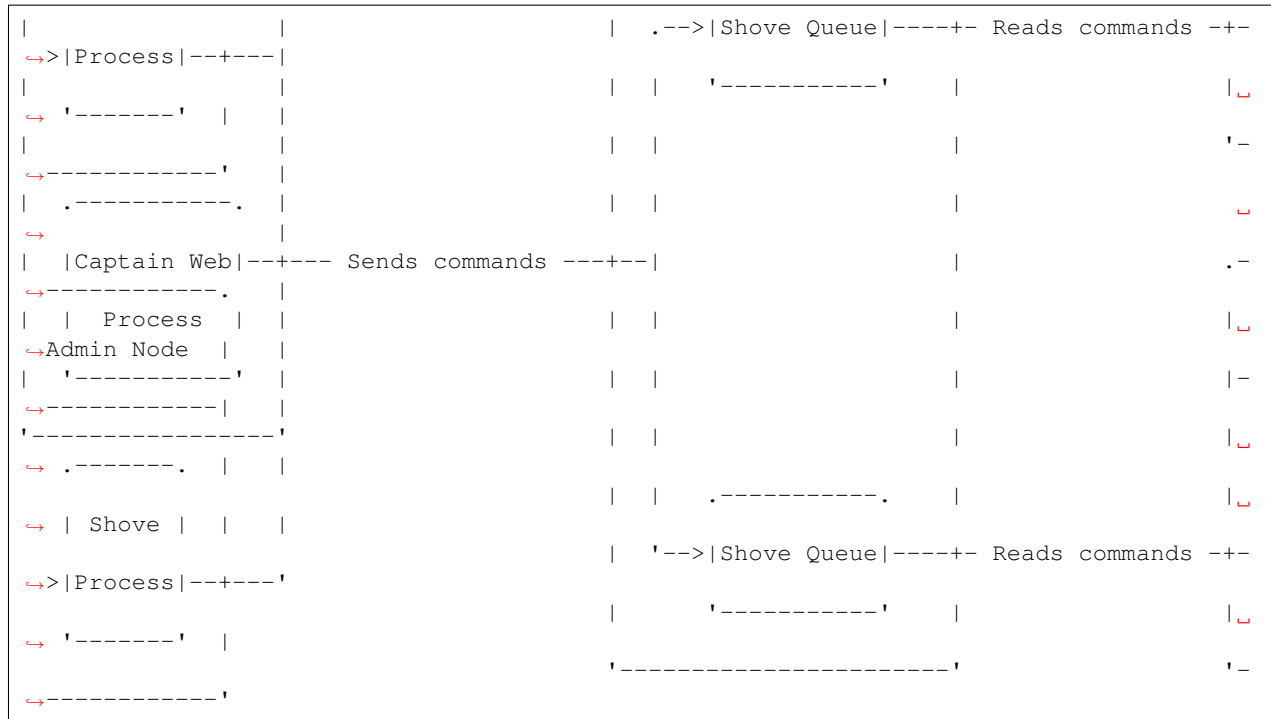 |                 |                      |  .-->|Shove Queue|----+- Reads commands -+-
↪>|Process|--+---|
|                 |                      |  |   '-----------'    |                  |␣
↪ '-------'  |   |
|                 |                      |  |                    |                  '-
↪------------'   |
|  .-----------.  |                      |  |                    |                   ␣
↪                |
|  |Captain Web|--+--- Sends commands ---+--|                    |                  .-
↪------------.   |
|  |  Process  |  |                      |  |                    |                  |␣
↪Admin Node  |   |
|  '-----------'  |                      |  |                    |                  |-
↪------------|   |
'-----------------'                      |  |                    |                  |␣
↪ .-------.  |   |
                                         |  |   .-----------.    |                  |␣
↪ | Shove |  |   |
                                         |  '-->|Shove Queue|----+- Reads commands -+-
↪>|Process|--+---'
                                         |      '-----------'    |                  |␣
↪ '-------'  |
                                         '-----------------------'                  '-
↪------------'